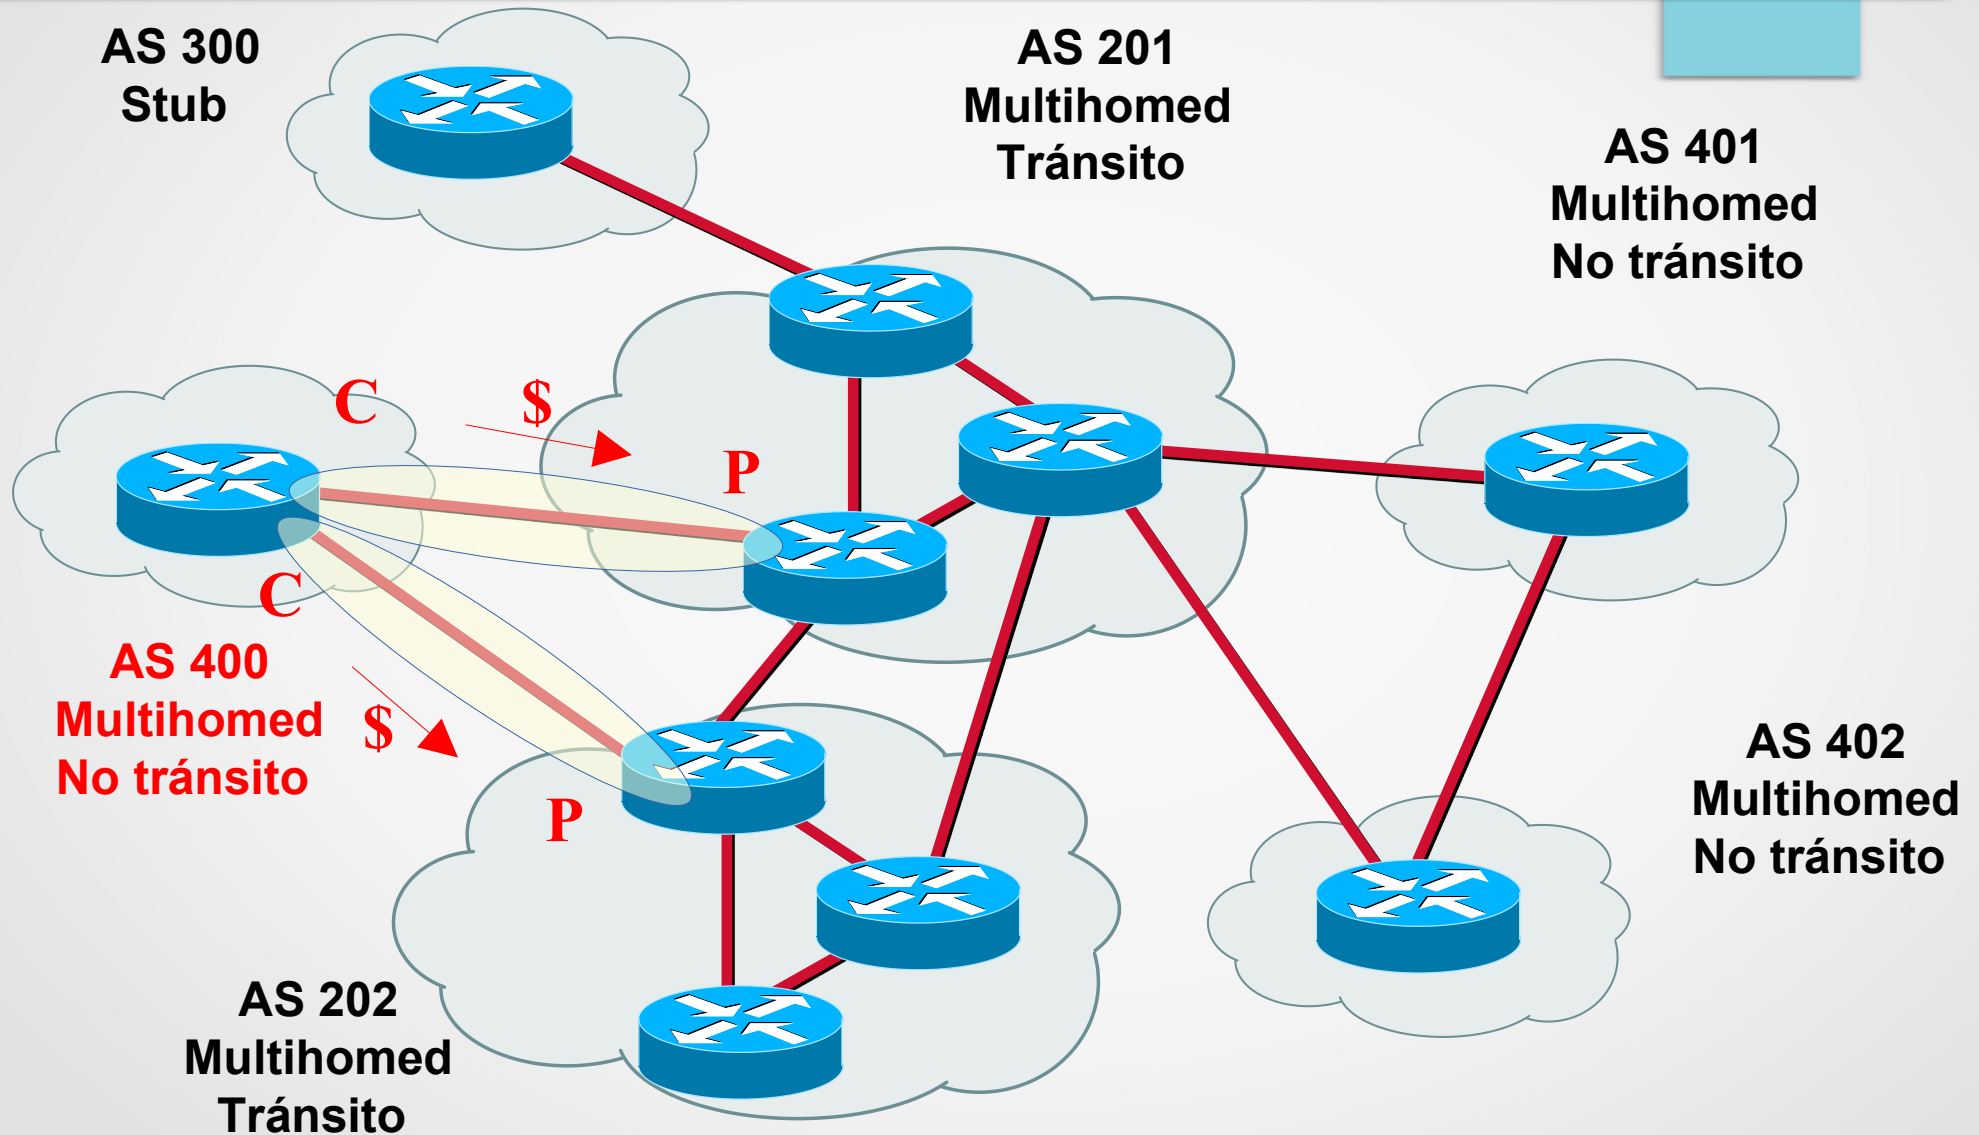 AS 300
Stub
AS 201
Multihomed
Tránsito
AS 401
Multihomed
No tránsito
C
$
P
C
AS 400
Multihomed
No tránsito
$
P
AS 402
Multihomed
No tránsito
AS 202
Multihomed
Tránsito